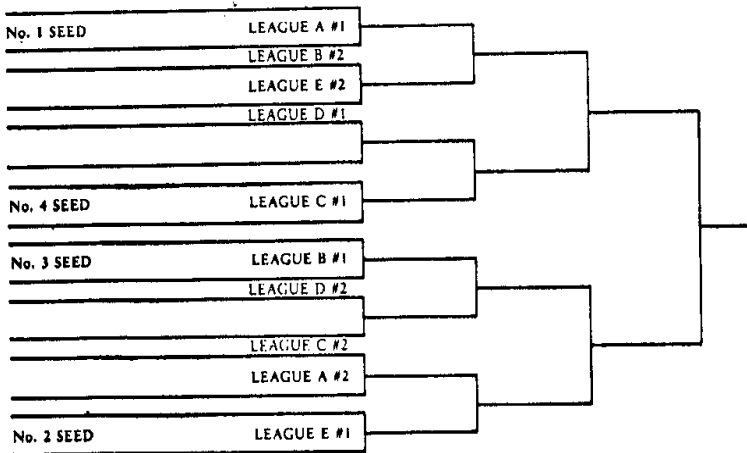 No. 1 SEED LEAGUE A #1
LEAGUE B #2
LEAGUE E #2
LEAGUE D #1
No. 4 SEED LEAGUE C #1
No. 3 SEED LEAGUE B #1
LEAGUE D #2
LEAGUE C #2
LEAGUE A #2
No. 2 SEED LEAGUE E #1